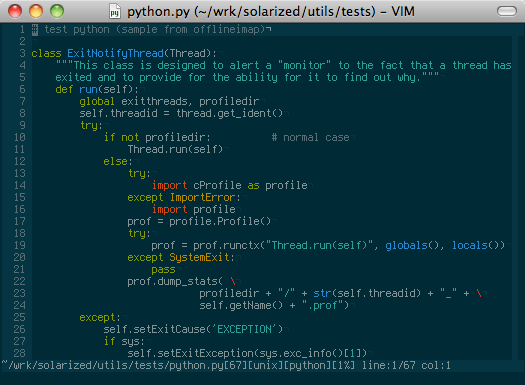 python.py (~/wrk/solarized/utils/tests) – VIM
1 # test python (sample from offlineimap)¬
2
3 class ExitNotifyThread(Thread):
4     """This class is designed to alert a "monitor" to the fact that a thread has
5     exited and to provide for the ability for it to find out why."""
6     def run(self):
7         global exitthreads, profiledir
8         self.threadid = thread.get_ident()
9         try:
10             if not profiledir:          # normal case
11                 Thread.run(self)
12             else:
13                 try:
14                     import cProfile as profile
15                 except ImportError:
16                     import profile
17                 prof = profile.Profile()
18                 try:
19                     prof = prof.runctx("Thread.run(self)", globals(), locals())
20                 except SystemExit:
21                     pass
22                 prof.dump_stats( \
23                             profiledir + "/" + str(self.threadid) + "_" + \
24                             self.getName() + ".prof")
25         except:
26             self.setExitCause('EXCEPTION')
27             if sys:
28                 self.setExitException(sys.exc_info()[1])
~/wrk/solarized/utils/tests/python.py[67][unix][python][1%] line:1/67 col:1